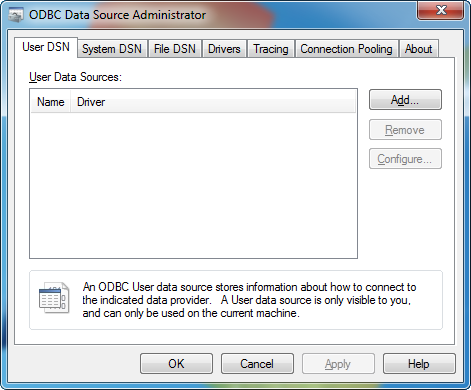 ODBC Data Source Administrator
User DSN System DSN File DSN Drivers Tracing Connection Pooling About
User Data Sources:
Name Driver
Add...
Remove
Configure...
An ODBC User data source stores information about how to connect to
the indicated data provider. A User data source is only visible to you,
and can only be used on the current machine.
OK Cancel Apply Help